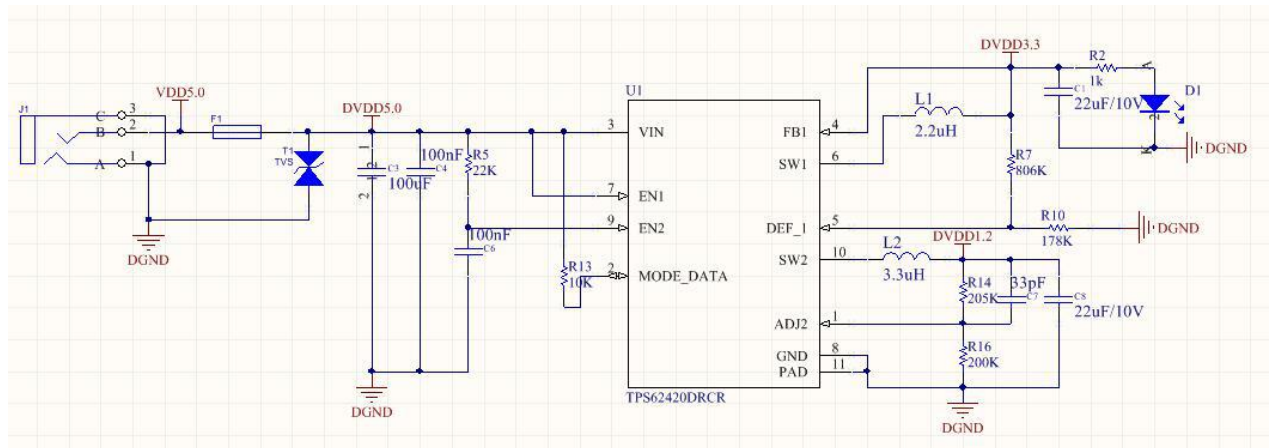 DVDD3.3
R2
1k
A
D1
C1
22uF/10V
2
K
DGND
J1
C
3
B
2
A
1
VDD5.0
F1
T1
TVS
DGND
DVDD5.0
1
2
C3
100uF
2
100nF
C4
R5
22K
100nF
C6
R13
10K
DGND
U1
3
VIN
7
EN1
9
EN2
2
MODE_DATA
FB1
4
SW1
6
DEF_1
5
SW2
10
ADJ2
1
GND
8
PAD
11
TPS62420DRCR
L1
2.2uH
R7
806K
R10
178K
DGND
DVDD1.2
L2
3.3uH
R14
205K
33pF
C7
C8
22uF/10V
R16
200K
DGND